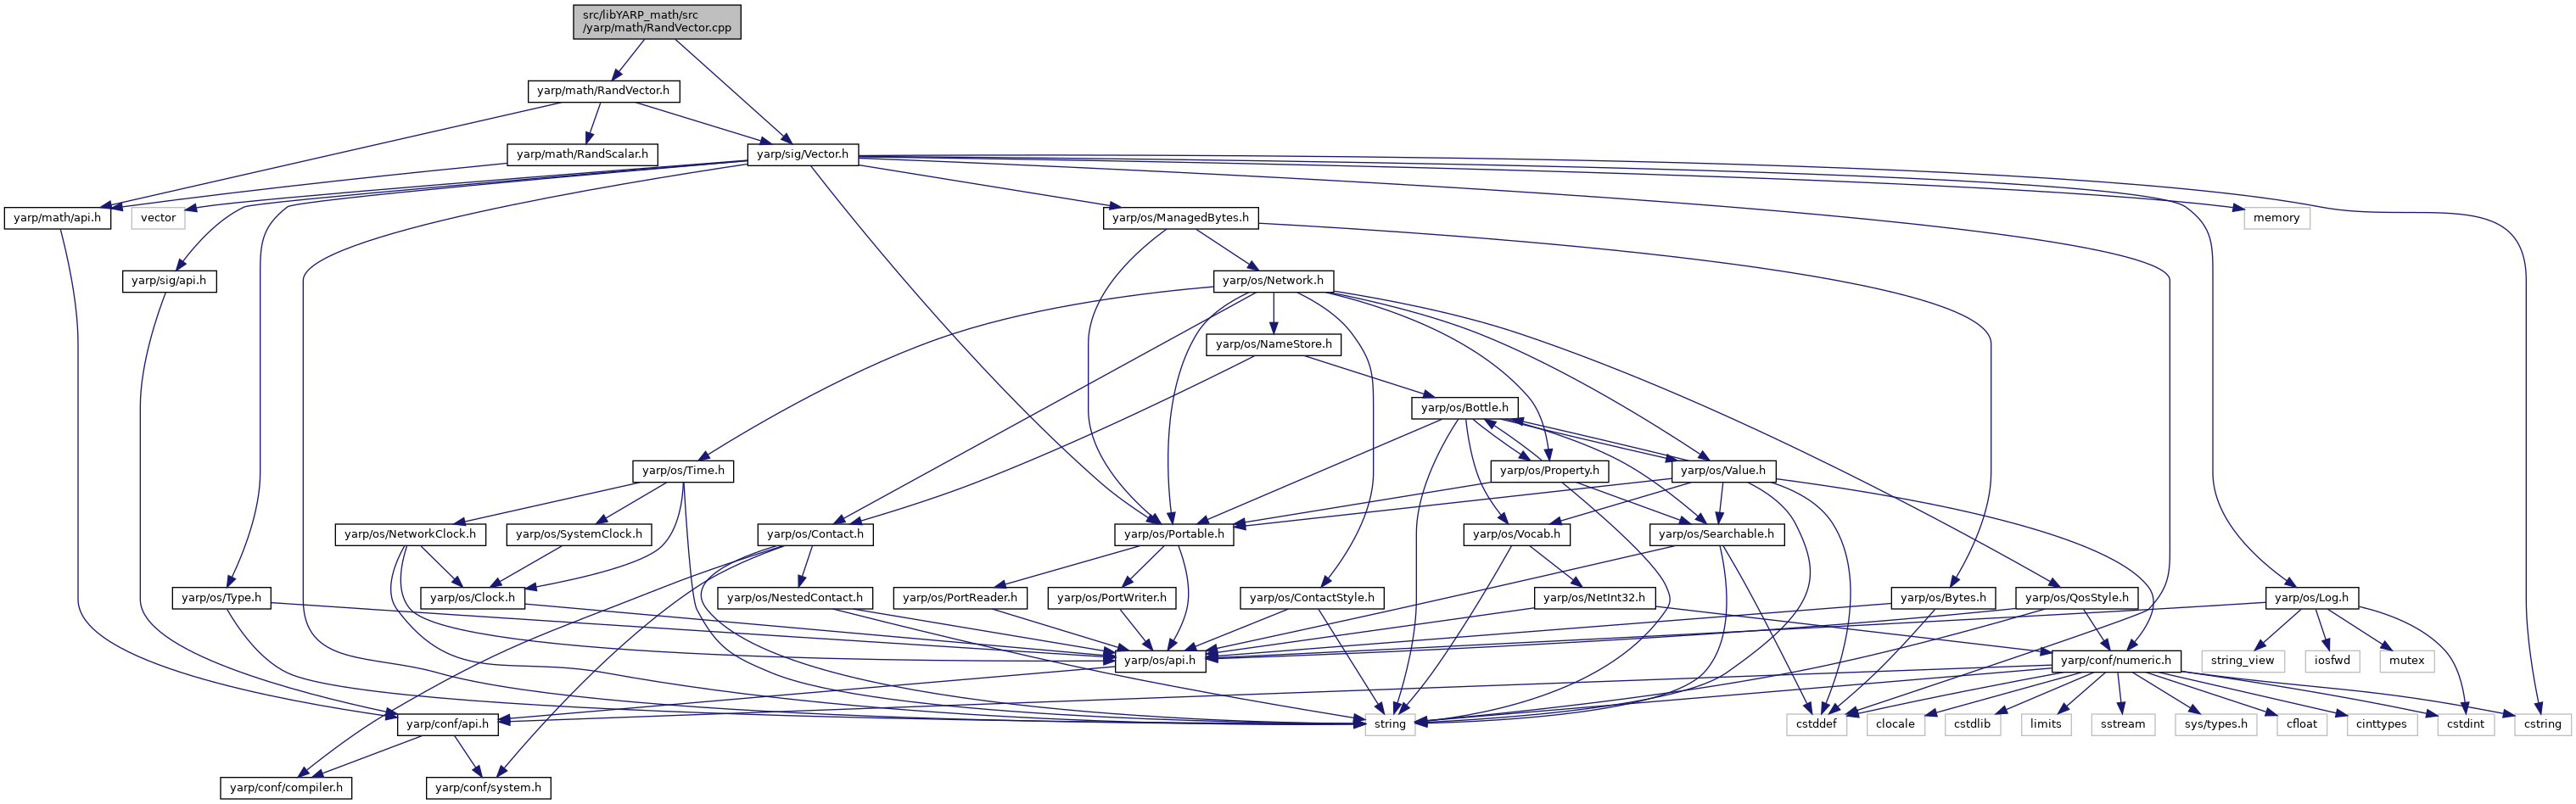 src/libYARP_math/src
/yarp/math/RandVector.cpp
yarp/math/RandVector.h
yarp/math/RandScalar.h
yarp/sig/Vector.h
yarp/math/api.h
vector
yarp/os/ManagedBytes.h
memory
yarp/sig/api.h
yarp/os/Network.h
yarp/os/NameStore.h
yarp/os/Bottle.h
yarp/os/Time.h
yarp/os/Property.h
yarp/os/Value.h
yarp/os/NetworkClock.h
yarp/os/SystemClock.h
yarp/os/Contact.h
yarp/os/Portable.h
yarp/os/Vocab.h
yarp/os/Searchable.h
yarp/os/Type.h
yarp/os/Clock.h
yarp/os/NestedContact.h
yarp/os/PortReader.h
yarp/os/PortWriter.h
yarp/os/ContactStyle.h
yarp/os/NetInt32.h
yarp/os/Bytes.h
yarp/os/QosStyle.h
yarp/os/Log.h
yarp/os/api.h
yarp/conf/numeric.h
string_view
iosfwd
mutex
yarp/conf/api.h
string
cstddef
clocale
cstdlib
limits
sstream
sys/types.h
cfloat
cinttypes
cstdint
cstring
yarp/conf/compiler.h
yarp/conf/system.h